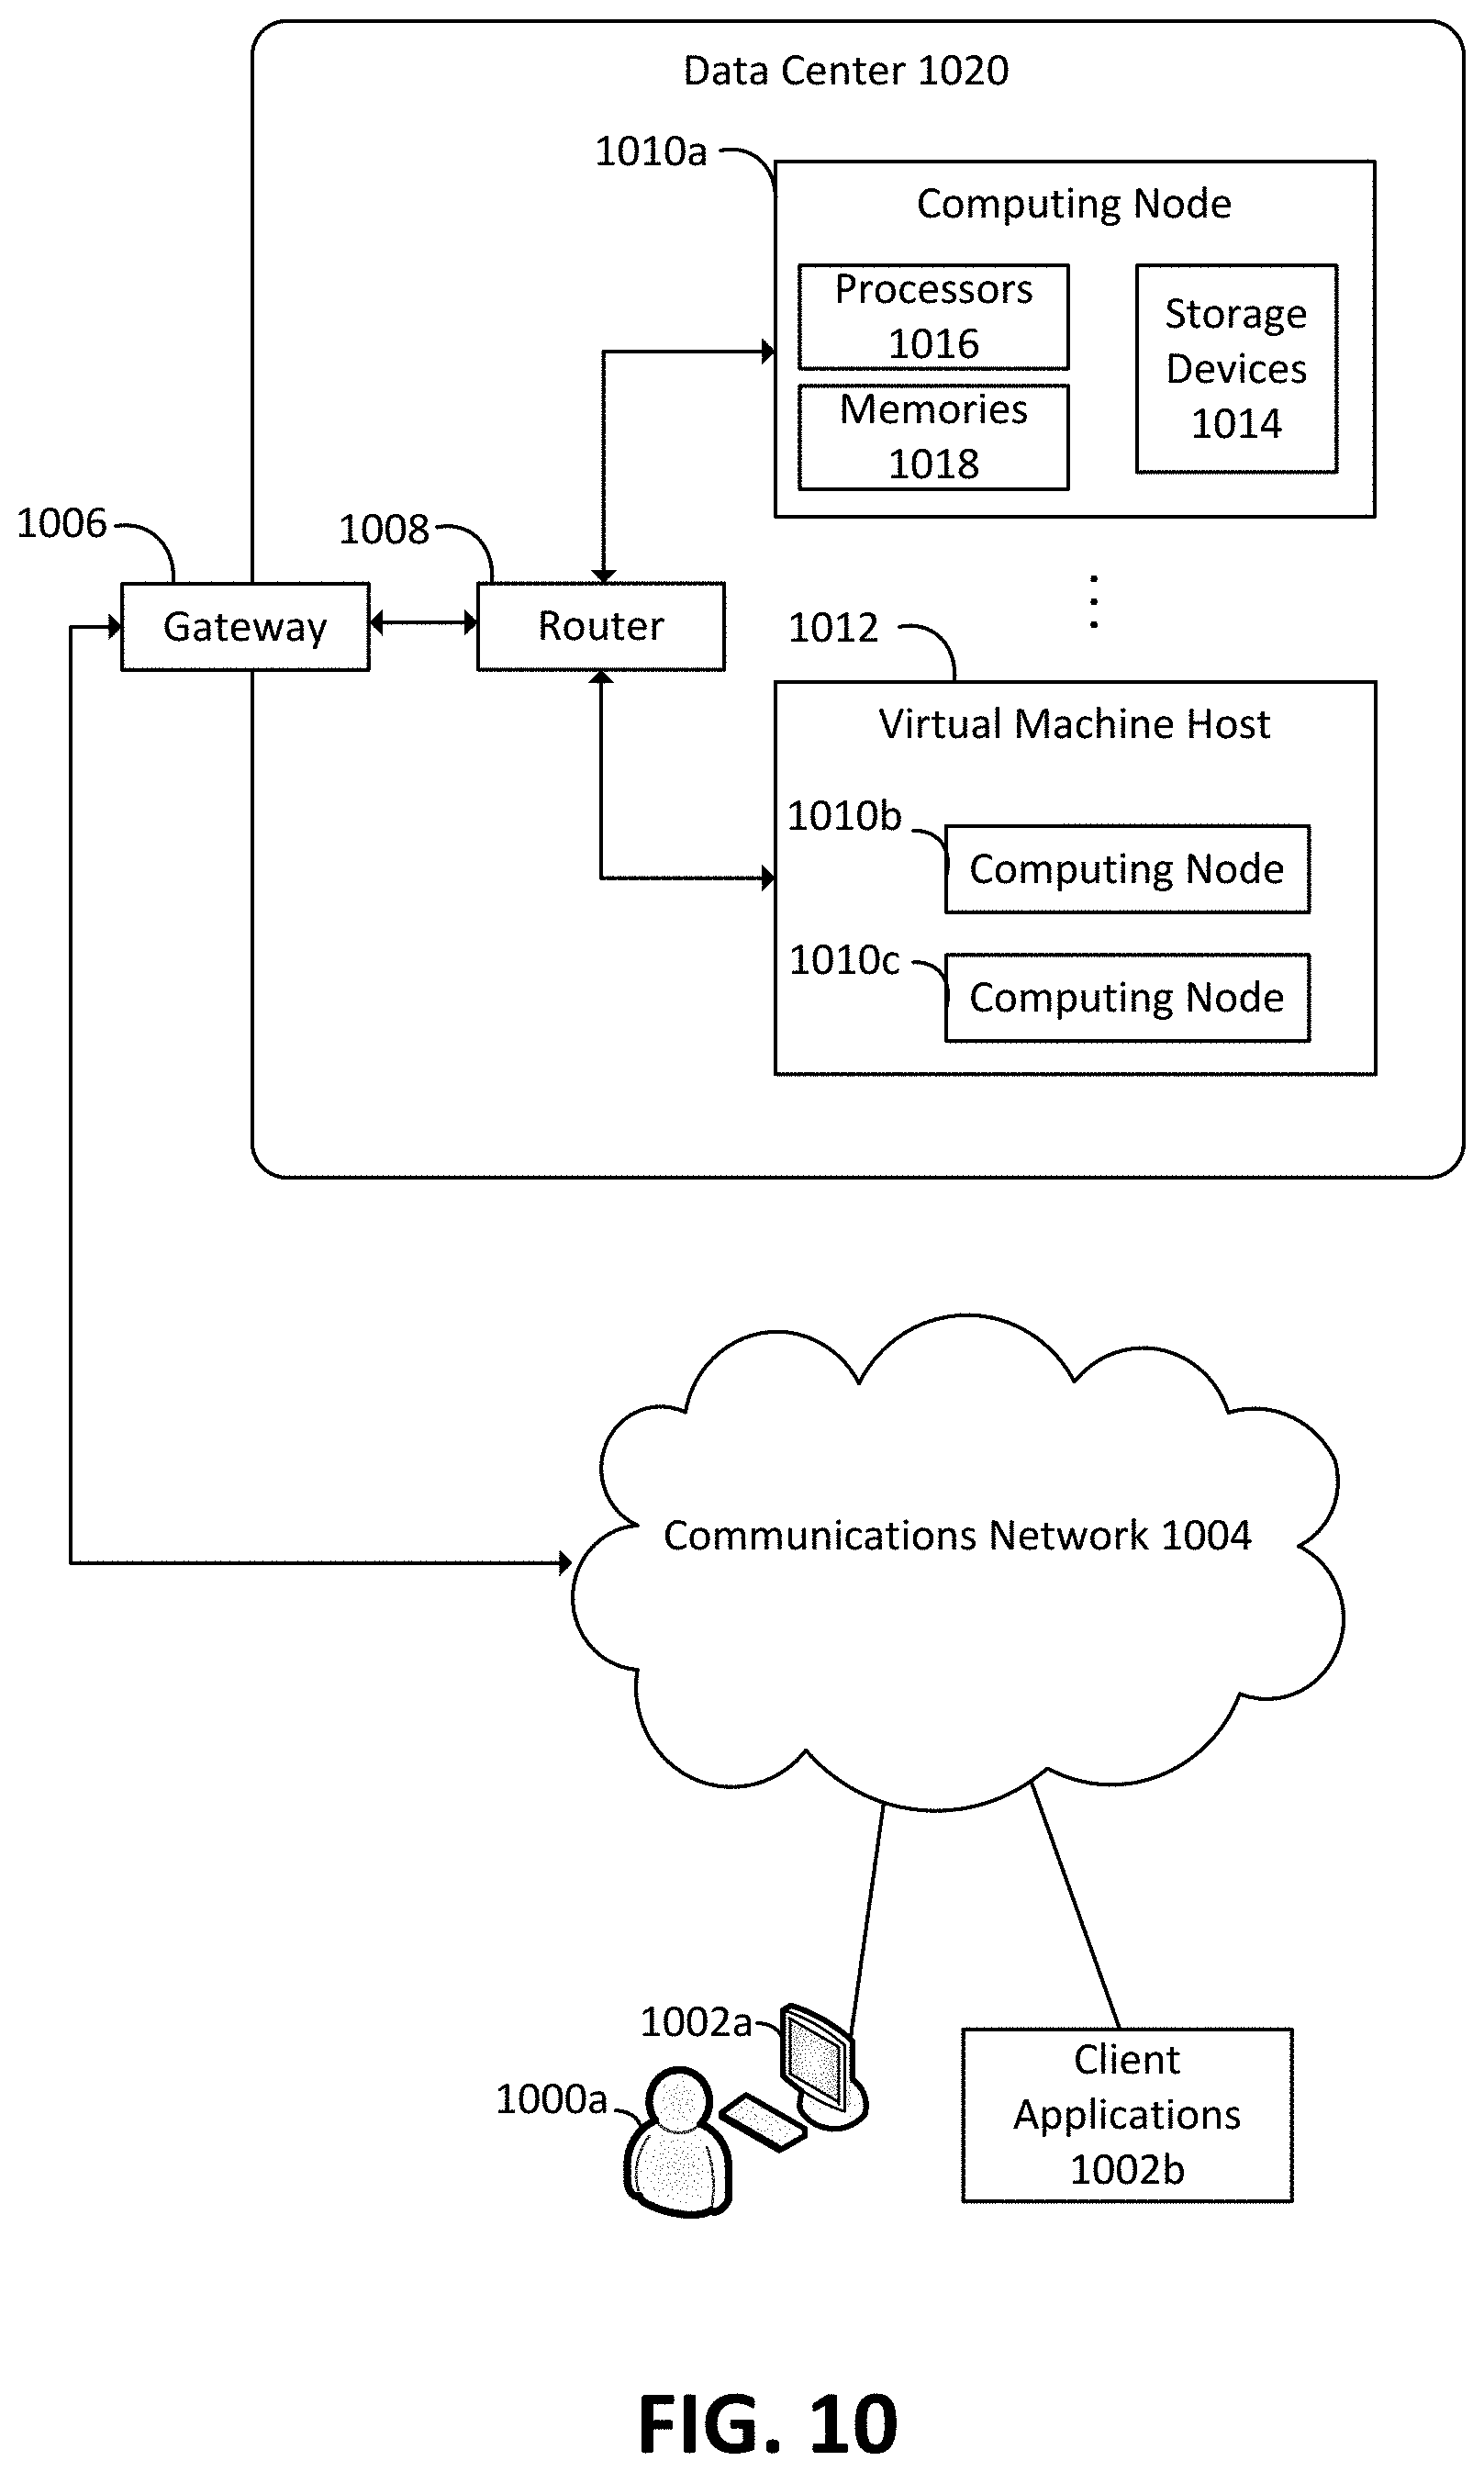 Data Center 1020
1010a
Computing Node
Processors
1016
Memories
1018
Storage
Devices
1014
1006
Gateway
1008
Router
1012
Virtual Machine Host
1010b
Computing Node
1010c
Computing Node
Communications Network 1004
1002a
1000a
Client
Applications
1002b
FIG. 10